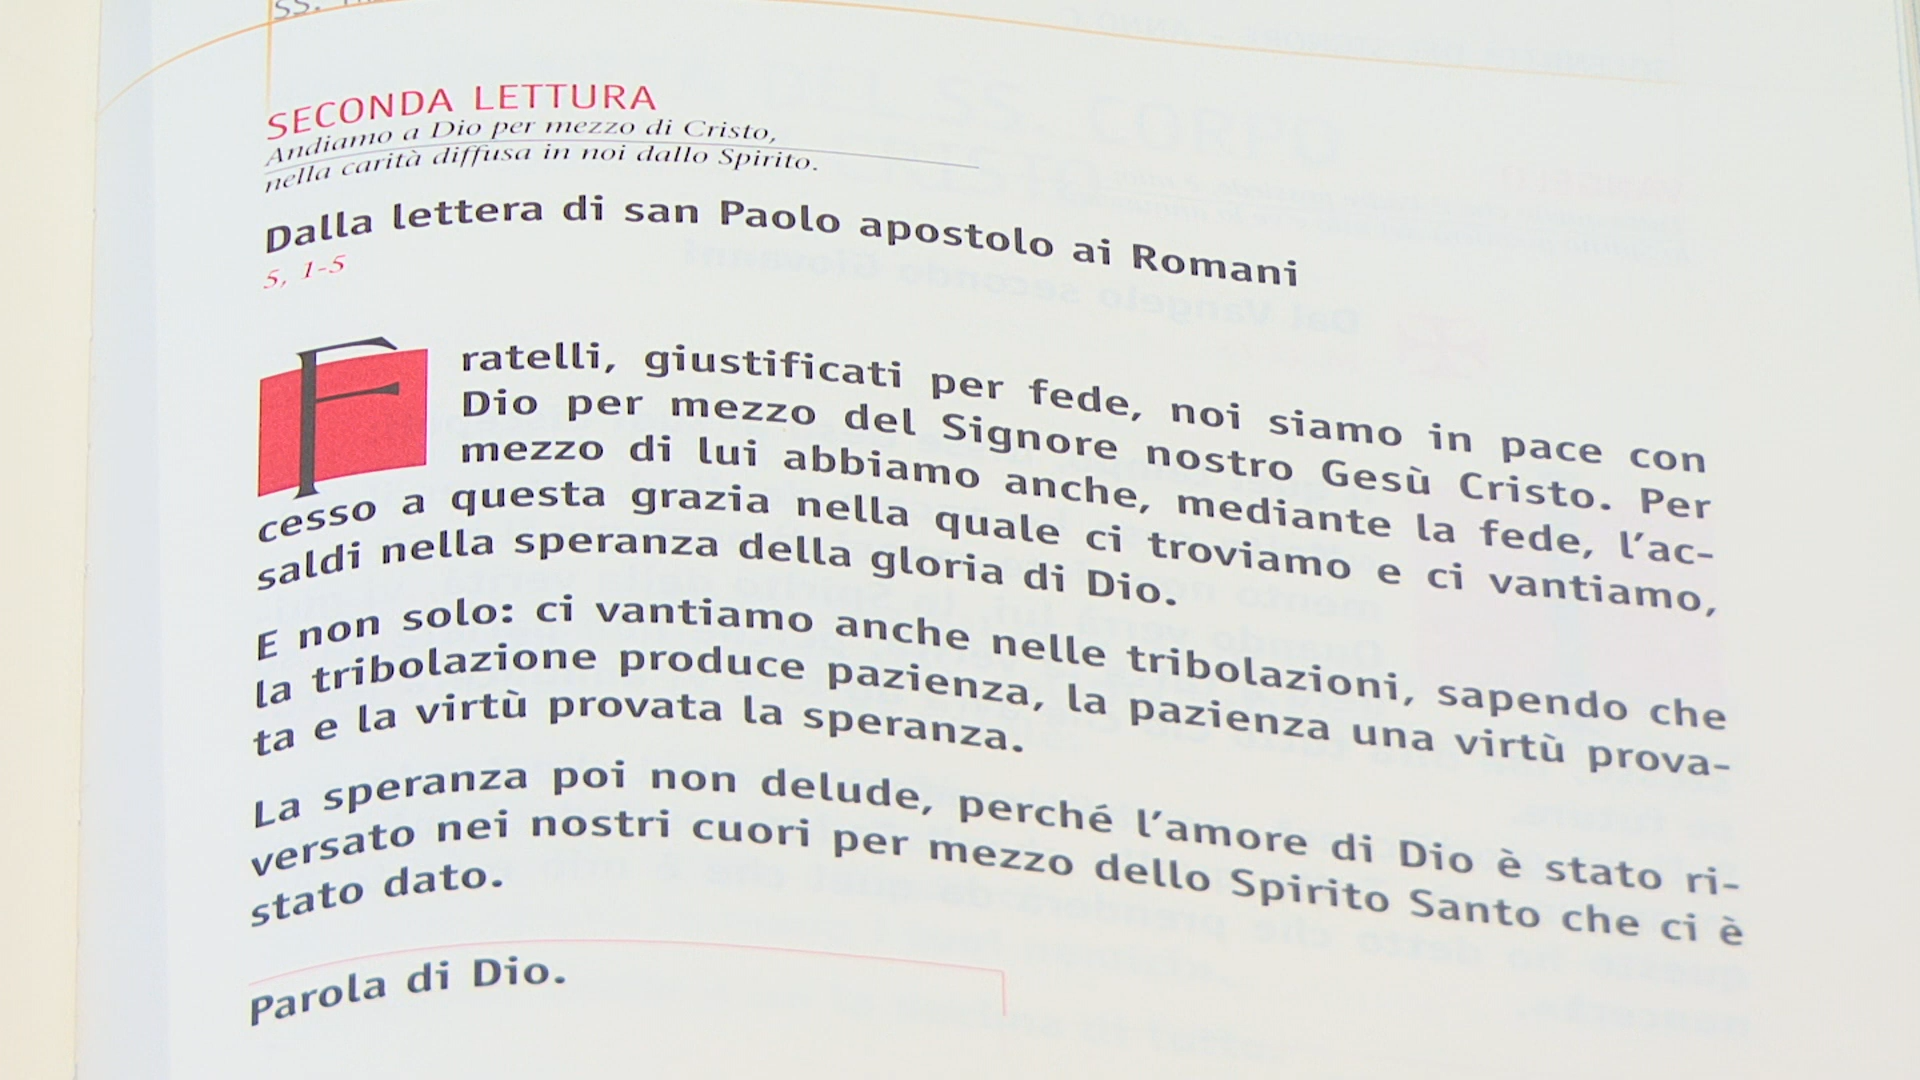 SS.
SECONDA LETTURA
Andiamo a Dio per mezzo di Cristo,
nella carità diffusa in noi dallo Spirito.
Dalla lettera di san Paolo apostolo ai Romani
5, 1-5
Fratelli, giustificati per fede, noi siamo in pace con
Dio per mezzo del Signore nostro Gesù Cristo. Per
mezzo di lui abbiamo anche, mediante la fede, l'ac-
cesso a questa grazia nella quale ci troviamo e ci vantiamo,
saldi nella speranza della gloria di Dio.
E non solo: ci vantiamo anche nelle tribolazioni, sapendo che
la tribolazione produce pazienza, la pazienza una virtù prova-
ta e la virtù provata la speranza.
La speranza poi non delude, perché l'amore di Dio è stato ri-
versato nei nostri cuori per mezzo dello Spirito Santo che ci è
stato dato.
Parola di Dio.